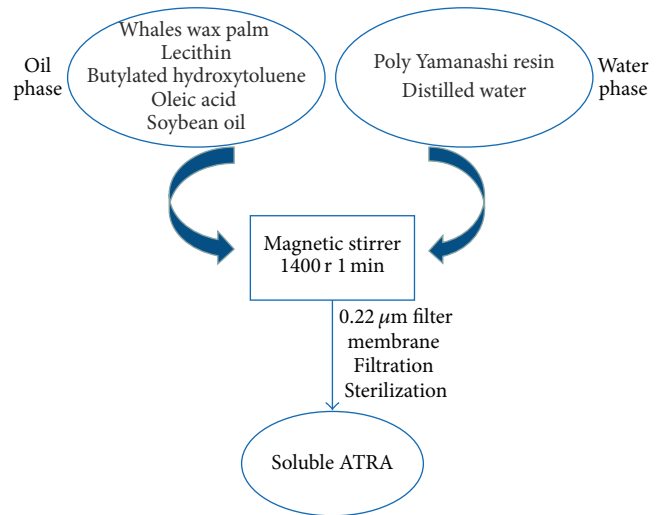 Oil
phase
Whales wax palm
Lecithin
Butylated hydroxytoluene
Oleic acid
Soybean oil
Poly Yamanashi resin
Distilled water
Water
phase
Magnetic stirrer
1400 r 1 min
0.22 μm filter
membrane
Filtration
Sterilization
Soluble ATRA